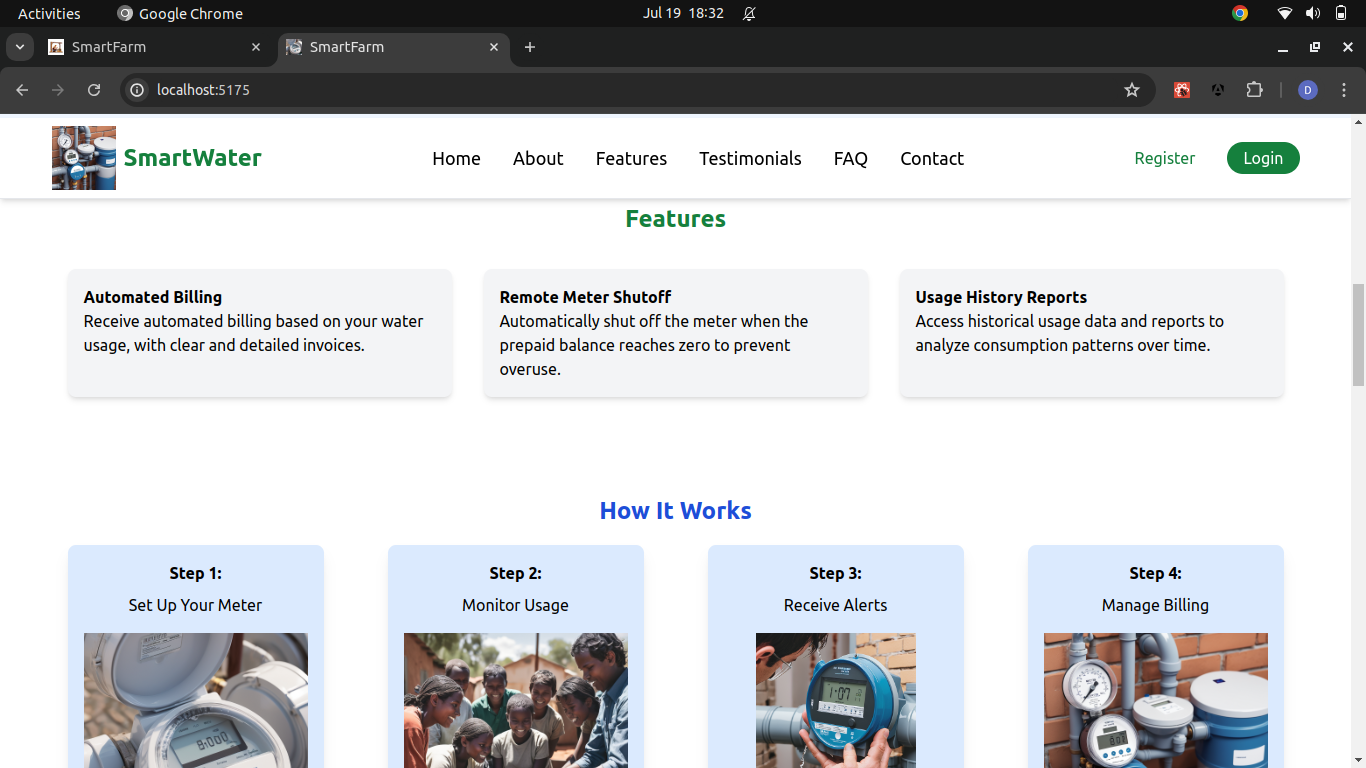 Activities
Google Chrome
Jul 19 18:32
SmartFarm
SmartFarm
localhost:5175
D
SmartWater
Home
About
Features
Testimonials
FAQ
Contact
Register
Login
Features
Automated Billing
Receive automated billing based on your water
usage, with clear and detailed invoices.
Remote Meter Shutoff
Automatically shut off the meter when the
prepaid balance reaches zero to prevent
overuse.
Usage History Reports
Access historical usage data and reports to
analyze consumption patterns over time.
How It Works
Step 1:
Set Up Your Meter
Step 2:
Monitor Usage
Step 3:
Receive Alerts
Step 4:
Manage Billing